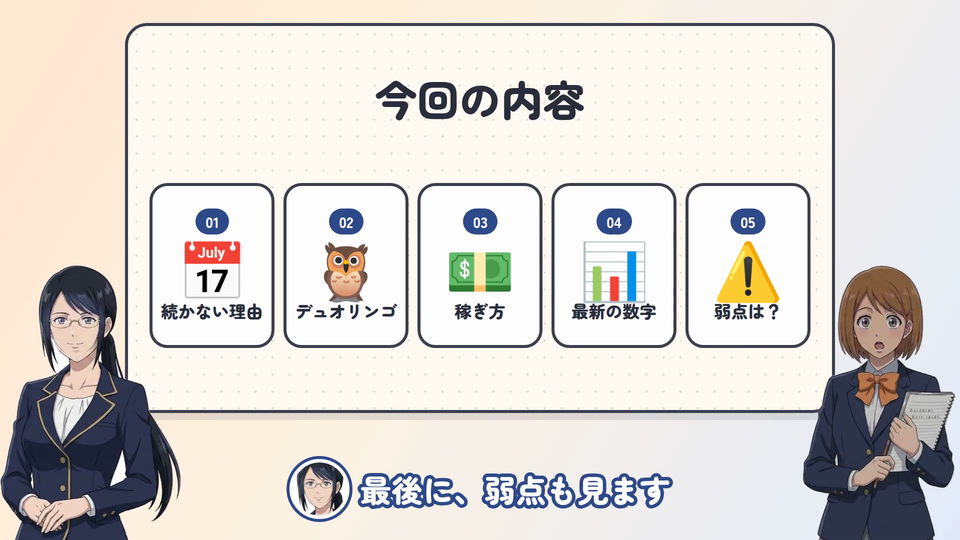 今回の内容
01
July
17
続かない理由
02
デュオリンゴ
03
$
稼ぎ方
04
最新の数字
05
弱点は？
最後に、弱点も見ます